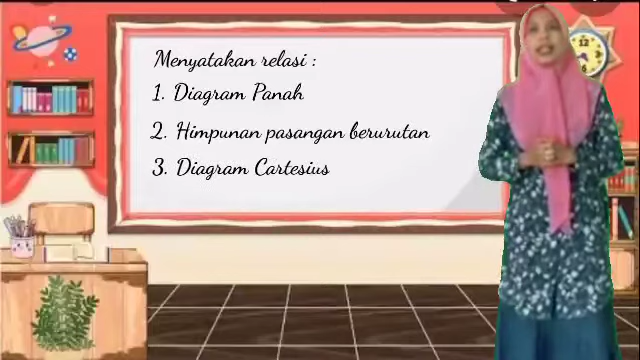 Menyatakan relasi :
1. Diagram Panah
2. Himpunan pasangan berurutan
3. Diagram Cartesius